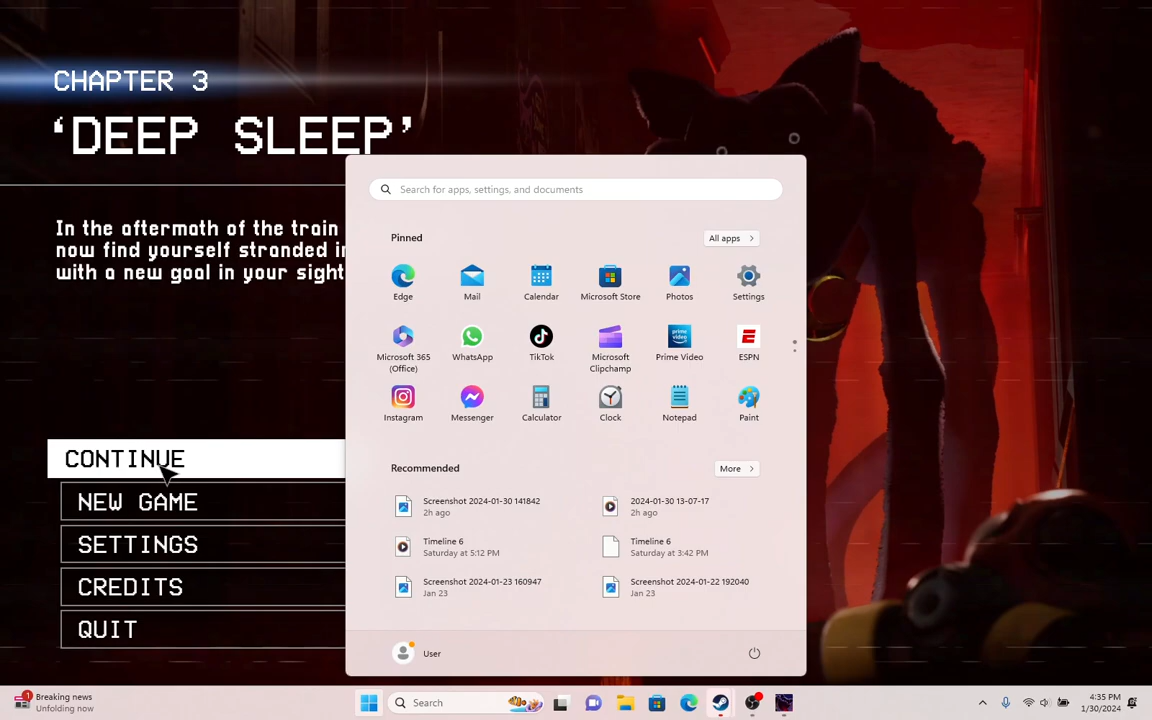 CHAPTER 3
‘DEEP SLEEP’
In the aftermath of the train
now find yourself stranded in
with a new goal in your sight
CONTINUE
NEW GAME
SETTINGS
CREDITS
QUIT
Search for apps, settings, and documents
Pinned
All apps
Edge
Mail
Calendar
Microsoft Store
Photos
Settings
Microsoft 365
(Office)
WhatsApp
TikTok
Microsoft
Clipchamp
Prime Video
ESPN
Instagram
Messenger
Calculator
Clock
Notepad
Paint
Recommended
More
Screenshot 2024-01-30 141842
2h ago
2024-01-30 13-07-17
2h ago
Timeline 6
Saturday at 5:12 PM
Timeline 6
Saturday at 3:42 PM
Screenshot 2024-01-23 160947
Jan 23
Screenshot 2024-01-22 192040
Jan 23
User
1
Breaking news
Unfolding now
Search
4:35 PM
1/30/2024